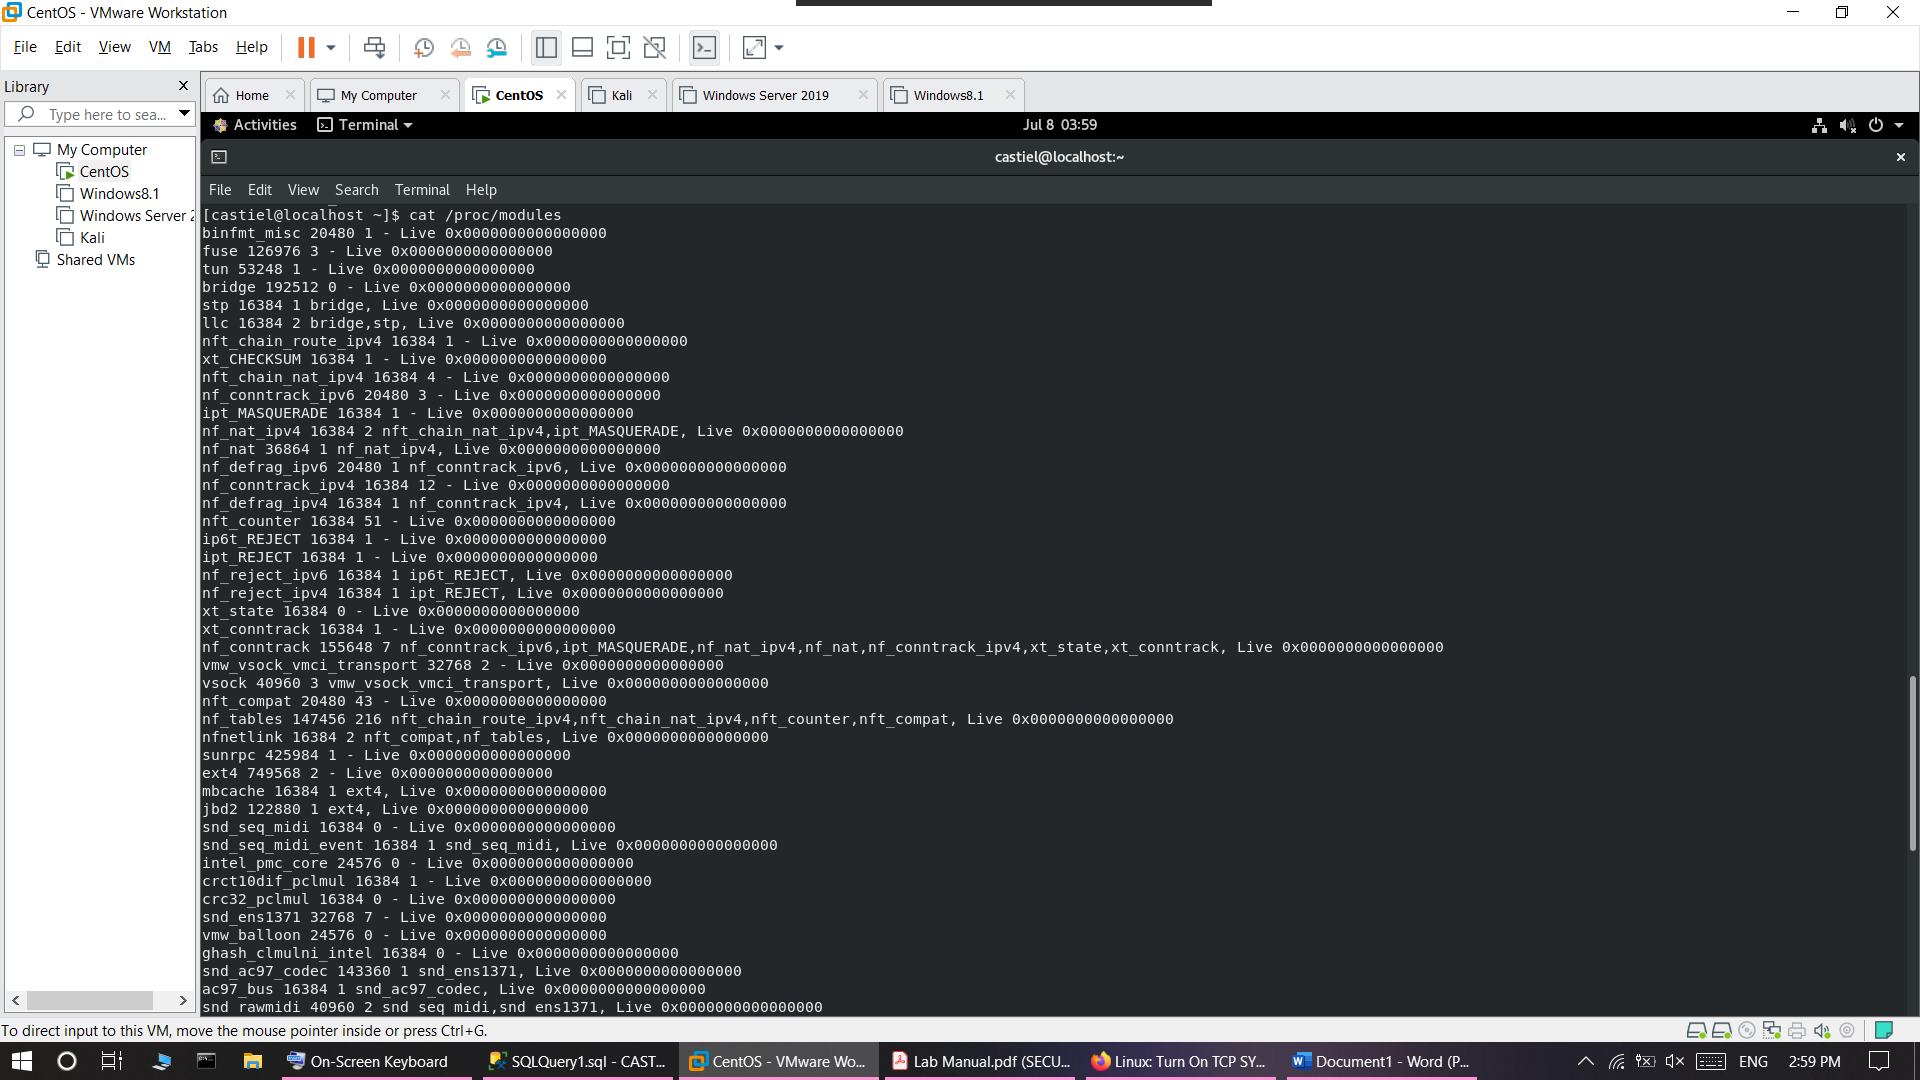 CentOS - VMware Workstation
File Edit View VM Tabs Help
Library
Type here to sea...
My Computer
CentOS
Windows8.1
Windows Server 2
Kali
Shared VMs
Home My Computer CentOS Kali Windows Server 2019 Windows8.1
Activities Terminal Jul 8 03:59
castiel@localhost:~
File Edit View Search Terminal Help
[castiel@localhost ~]$ cat /proc/modules
binfmt_misc 20480 1 - Live 0x0000000000000000
fuse 126976 3 - Live 0x0000000000000000
tun 53248 1 - Live 0x0000000000000000
bridge 192512 0 - Live 0x0000000000000000
stp 16384 1 bridge, Live 0x0000000000000000
llc 16384 2 bridge,stp, Live 0x0000000000000000
nft_chain_route_ipv4 16384 1 - Live 0x0000000000000000
xt_CHECKSUM 16384 1 - Live 0x0000000000000000
nft_chain_nat_ipv4 16384 4 - Live 0x0000000000000000
nf_conntrack_ipv6 20480 3 - Live 0x0000000000000000
ipt_MASQUERADE 16384 1 - Live 0x0000000000000000
nf_nat_ipv4 16384 2 nft_chain_nat_ipv4,ipt_MASQUERADE, Live 0x0000000000000000
nf_nat 36864 1 nf_nat_ipv4, Live 0x0000000000000000
nf_defrag_ipv6 20480 1 nf_conntrack_ipv6, Live 0x0000000000000000
nf_conntrack_ipv4 16384 12 - Live 0x0000000000000000
nf_defrag_ipv4 16384 1 nf_conntrack_ipv4, Live 0x0000000000000000
nft_counter 16384 51 - Live 0x0000000000000000
ip6t_REJECT 16384 1 - Live 0x0000000000000000
ipt_REJECT 16384 1 - Live 0x0000000000000000
nf_reject_ipv6 16384 1 ip6t_REJECT, Live 0x0000000000000000
nf_reject_ipv4 16384 1 ipt_REJECT, Live 0x0000000000000000
xt_state 16384 0 - Live 0x0000000000000000
xt_conntrack 16384 1 - Live 0x0000000000000000
nf_conntrack 155648 7 nf_conntrack_ipv6,ipt_MASQUERADE,nf_nat_ipv4,nf_nat,nf_conntrack_ipv4,xt_state,xt_conntrack, Live 0x0000000000000000
vmw_vsock_vmci_transport 32768 2 - Live 0x0000000000000000
vsock 40960 3 vmw_vsock_vmci_transport, Live 0x0000000000000000
nft_compat 20480 43 - Live 0x0000000000000000
nf_tables 147456 216 nft_chain_route_ipv4,nft_chain_nat_ipv4,nft_counter,nft_compat, Live 0x0000000000000000
nfnetlink 16384 2 nft_compat,nf_tables, Live 0x0000000000000000
sunrpc 425984 1 - Live 0x0000000000000000
ext4 749568 2 - Live 0x0000000000000000
mbcache 16384 1 ext4, Live 0x0000000000000000
jbd2 122880 1 ext4, Live 0x0000000000000000
snd_seq_midi 16384 0 - Live 0x0000000000000000
snd_seq_midi_event 16384 1 snd_seq_midi, Live 0x0000000000000000
intel_pmc_core 24576 0 - Live 0x0000000000000000
crct10dif_pclmul 16384 1 - Live 0x0000000000000000
crc32_pclmul 16384 0 - Live 0x0000000000000000
snd_ens1371 32768 7 - Live 0x0000000000000000
vmw_balloon 24576 0 - Live 0x0000000000000000
ghash_clmulni_intel 16384 0 - Live 0x0000000000000000
snd_ac97_codec 143360 1 snd_ens1371, Live 0x0000000000000000
ac97_bus 16384 1 snd_ac97_codec, Live 0x0000000000000000
snd_rawmidi 40960 2 snd_seq_midi,snd_ens1371, Live 0x0000000000000000
To direct input to this VM, move the mouse pointer inside or press Ctrl+G.
On-Screen Keyboard SQLQuery1.sql - CAST... CentOS - VMware Wo... Lab Manual.pdf (SECU... Linux: Turn On TCP SY... Document1 - Word (P... ENG 2:59 PM